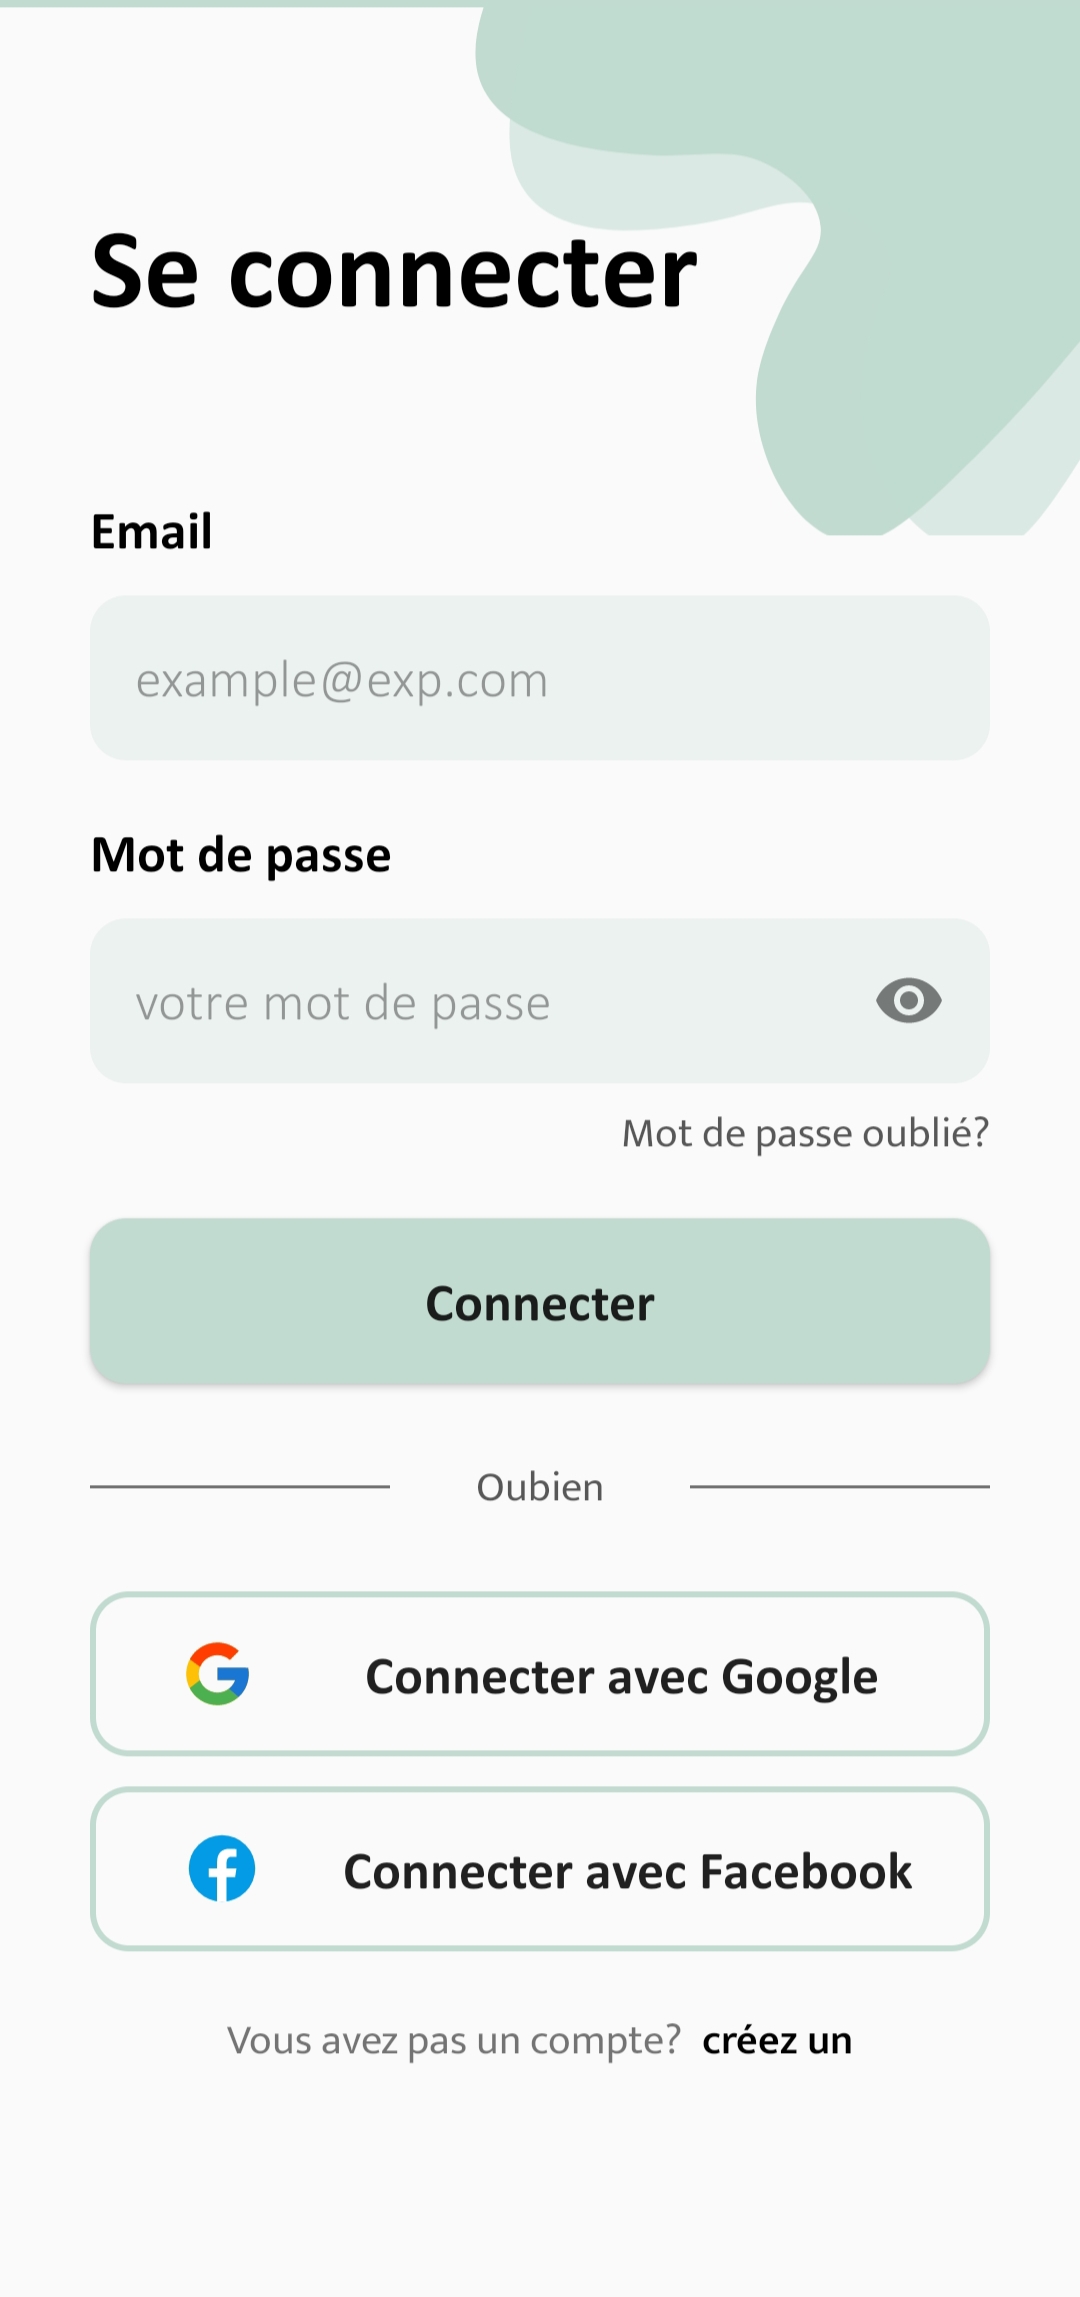 Se connecter
Email
example@exp.com
Mot de passe
votre mot de passe
Mot de passe oublié?
Connecter
Oubien
Connecter avec Google
Connecter avec Facebook
Vous avez pas un compte? créez un